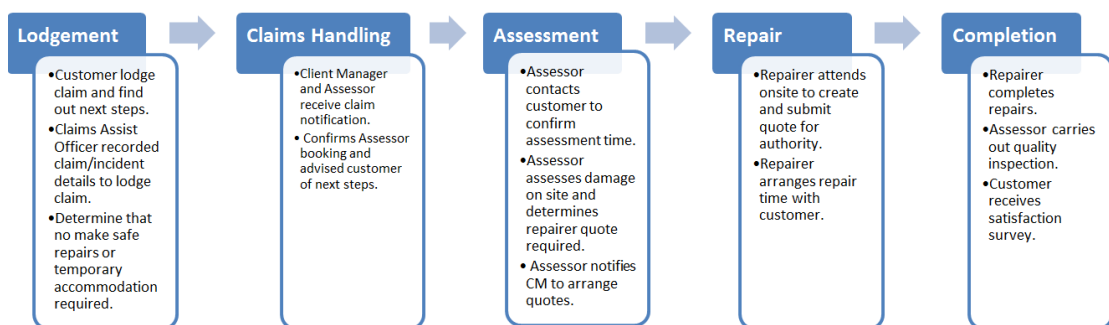 Lodgement
•Customer lodge
claim and find
out next steps.
•Claims Assist
Officer recorded
claim/incident
details to lodge
claim.
•Determine that
no make safe
repairs or
temporary
accommodation
required.
Claims Handling
•Client Manager
and Assessor
receive claim
notification.
• Confirms Assessor
booking and
advised customer
of next steps.
Assessment
•Assessor
contacts
customer to
confirm
assessment time.
•Assessor
assesses damage
on site and
determines
repairer quote
required.
• Assessor notifies
CM to arrange
quotes.
Repair
•Repairer attends
onsite to create
and submit
quote for
authority.
•Repairer
arranges repair
time with
customer.
Completion
•Repairer
completes
repairs.
•Assessor carries
out quality
inspection.
•Customer
receives
satisfaction
survey.